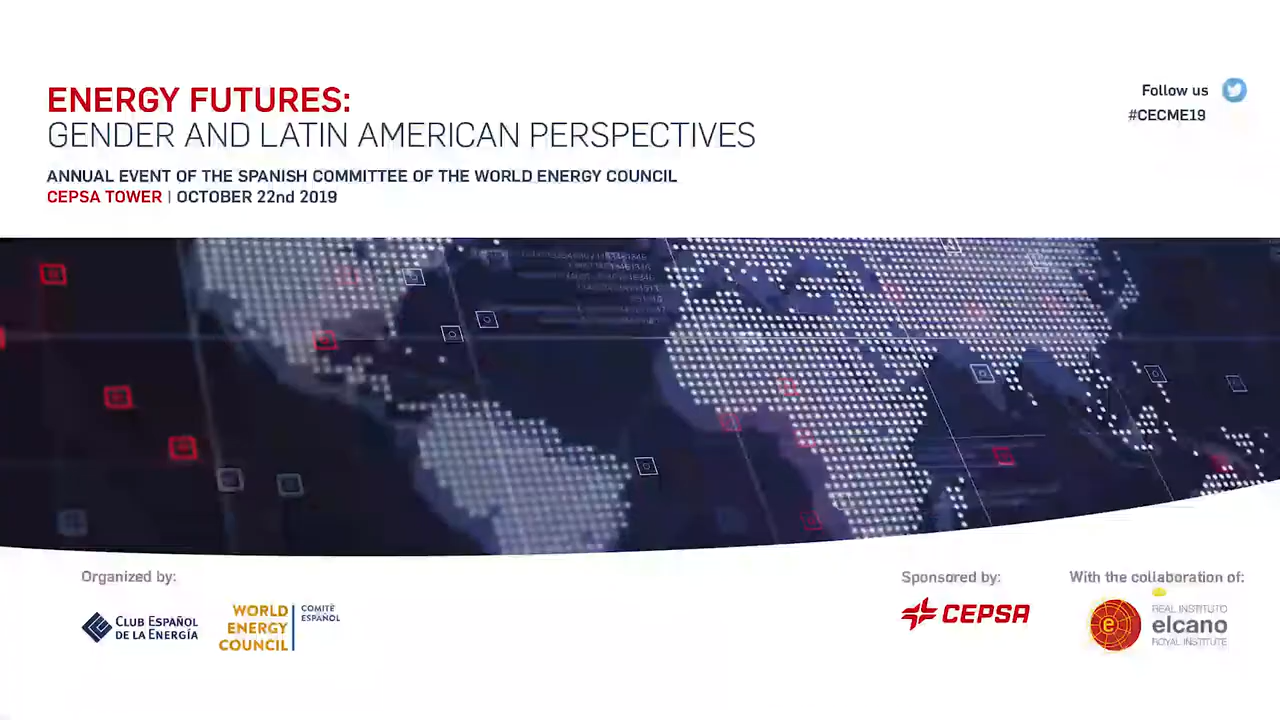 ENERGY FUTURES:
GENDER AND LATIN AMERICAN PERSPECTIVES
ANNUAL EVENT OF THE SPANISH COMMITTEE OF THE WORLD ENERGY COUNCIL
CEPSA TOWER | OCTOBER 22nd 2019
Follow us
#CECME19
Organized by:
CLUB ESPAÑOL
DE LA ENERGÍA
WORLD
ENERGY
COUNCIL
COMITÉ
ESPAÑOL
Sponsored by:
CEPSA
With the collaboration of:
e
REAL INSTITUTO
elcano
ROYAL INSTITUTE